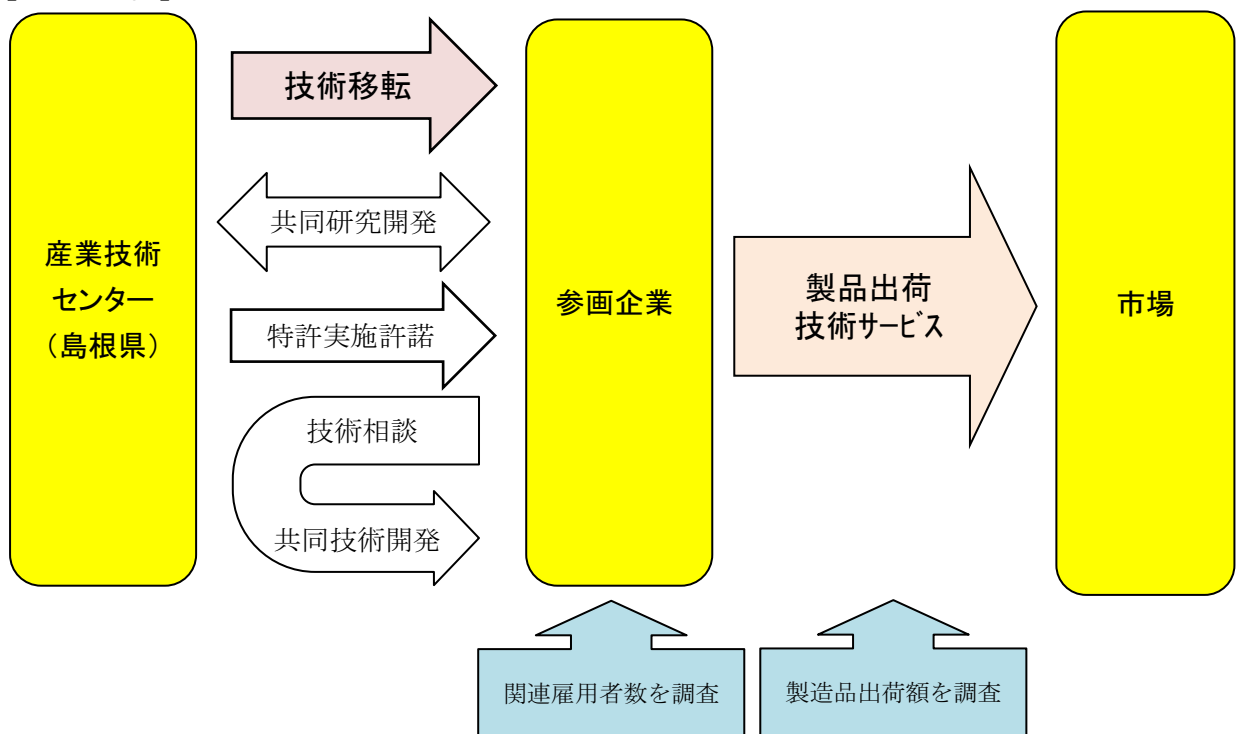 産業技術
センター
（島根県）
技術移転
共同研究開発
特許実施許諾
技術相談
共同技術開発
参画企業
製品出荷
技術サービス
市場
関連雇用者数を調査
製造品出荷額を調査